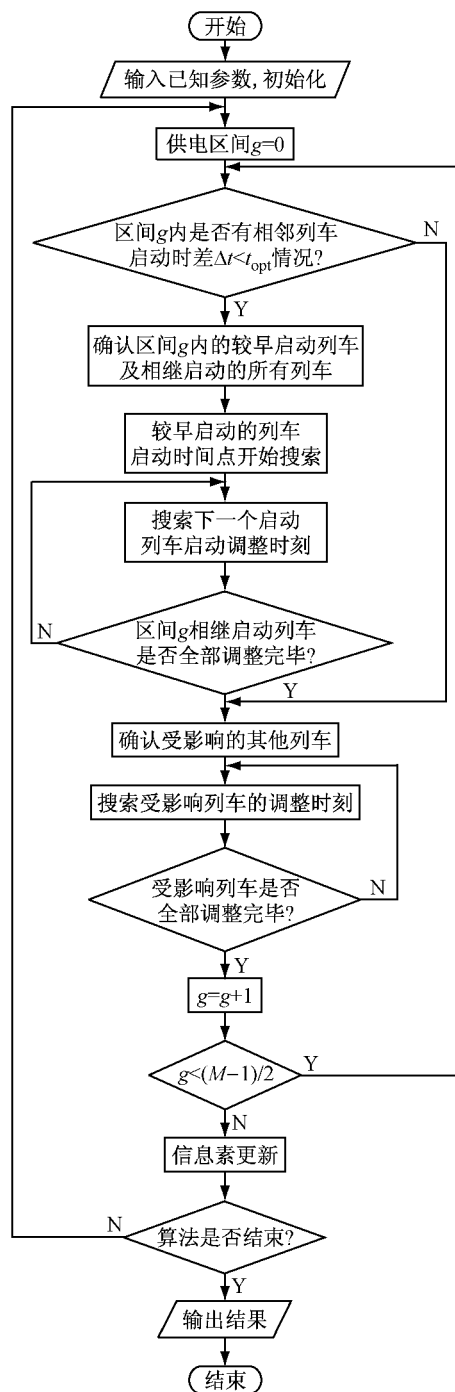 开始
输入已知参数,初始化
供电区间g=0
区间g内是否有相邻列车
启动时差Δt<t_opt情况?
N
Y
确认区间g内的较早启动列车
及相继启动的所有列车
较早启动的列车
启动时间点开始搜索
搜索下一个启动
列车启动调整时刻
区间g相继启动列车
是否全部调整完毕?
N
Y
确认受影响的其他列车
搜索受影响列车的调整时刻
受影响列车是否
全部调整完毕?
N
Y
g=g+1
g<(M−1)/2
Y
N
信息素更新
算法是否结束?
N
Y
输出结果
结束